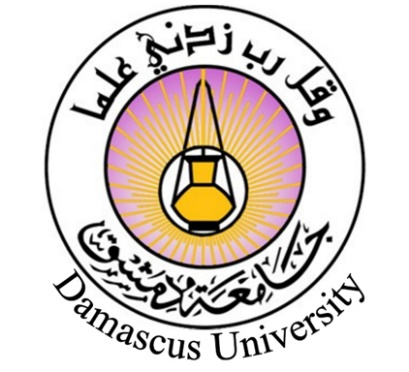 وقل رب زدني علما
جامعة دمشق
Damascus University